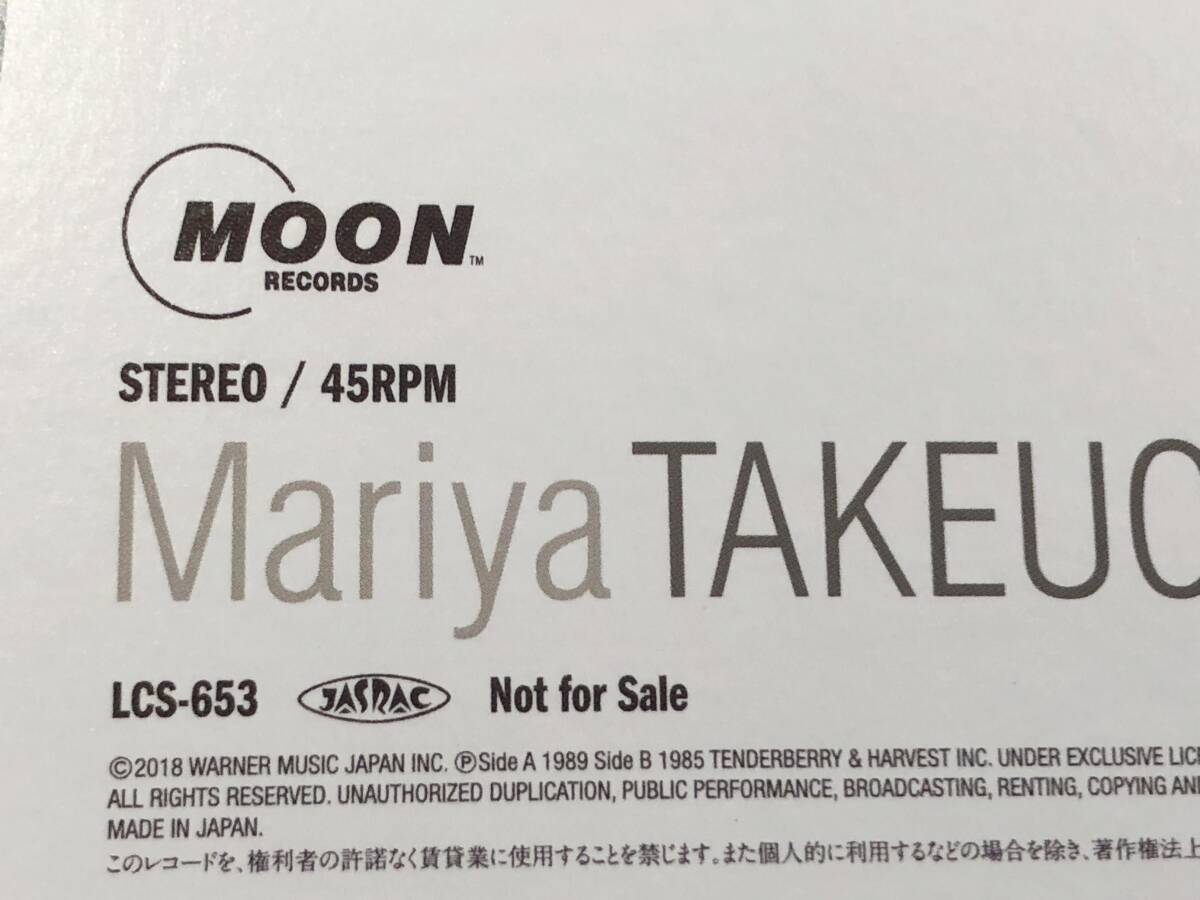 MOON™
RECORDS
STEREO / 45RPM
Mariya TAKEUC
LCS-653 JASRAC Not for Sale
©2018 WARNER MUSIC JAPAN INC. ℗Side A 1989 Side B 1985 TENDERBERRY & HARVEST INC. UNDER EXCLUSIVE LICE
ALL RIGHTS RESERVED. UNAUTHORIZED DUPLICATION, PUBLIC PERFORMANCE, BROADCASTING, RENTING, COPYING AND
MADE IN JAPAN.
このレコードを、権利者の許諾なく賃貸業に使用することを禁じます。また個人的に利用するなどの場合を除き、著作権法上